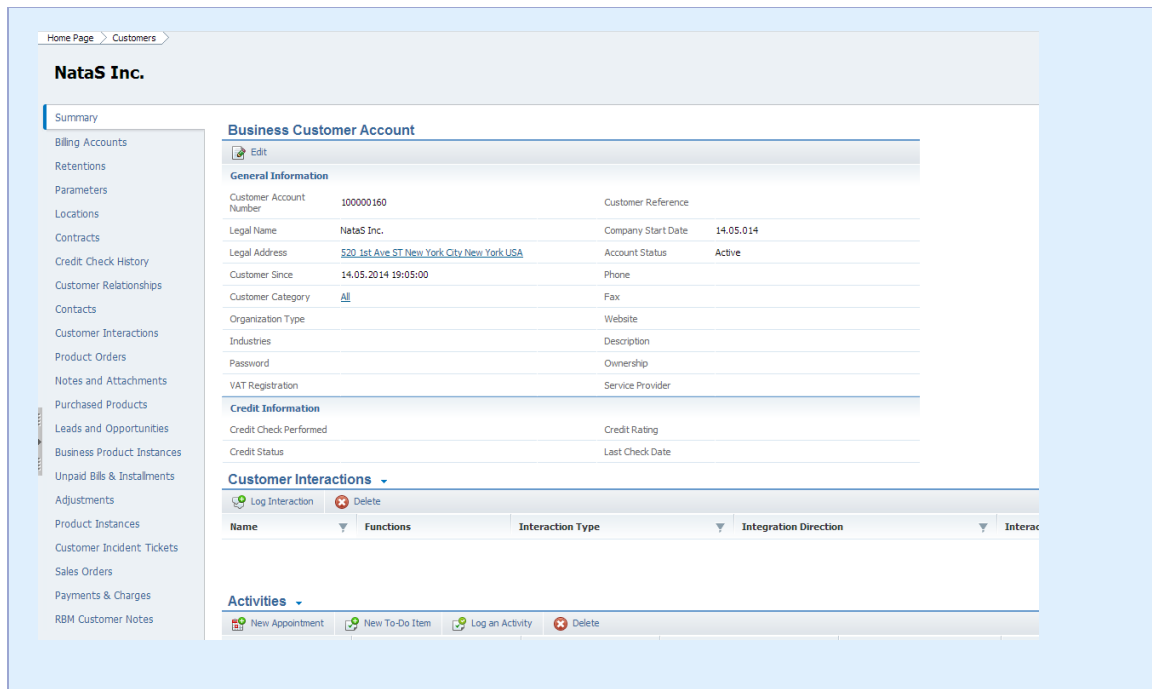 Home Page Customers
NataS Inc.
Summary
Billing Accounts
Retentions
Parameters
Locations
Contracts
Credit Check History
Customer Relationships
Contacts
Customer Interactions
Product Orders
Notes and Attachments
Purchased Products
Leads and Opportunities
Business Product Instances
Unpaid Bills & Installments
Adjustments
Product Instances
Customer Incident Tickets
Sales Orders
Payments & Charges
RBM Customer Notes
Business Customer Account
Edit
General Information
Customer Account Number 100000160 Customer Reference
Legal Name NataS Inc. Company Start Date 14.05.014
Legal Address 520 1st Ave ST New York City New York USA Account Status Active
Customer Since 14.05.2014 19:05:00 Phone
Customer Category All Fax
Organization Type Website
Industries Description
Password Ownership
VAT Registration Service Provider
Credit Information
Credit Check Performed Credit Rating
Credit Status Last Check Date
Customer Interactions
Log Interaction Delete
Name Functions Interaction Type Integration Direction Interac
Activities
New Appointment New To-Do Item Log an Activity Delete